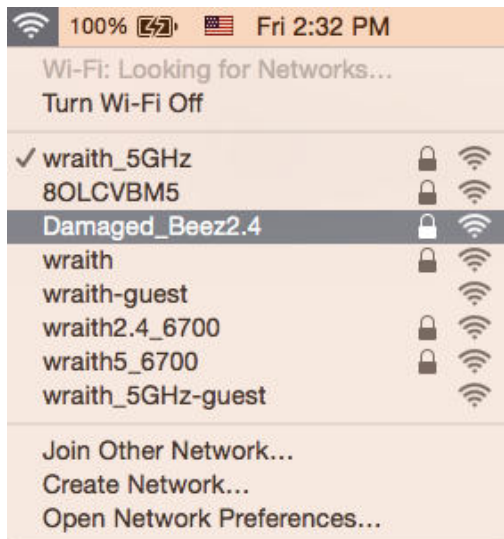 100% Fri 2:32 PM
Wi-Fi: Looking for Networks...
Turn Wi-Fi Off
wraith_5GHz
8OLCVBM5
Damaged_Beez2.4
wraith
wraith-guest
wraith2.4_6700
wraith5_6700
wraith_5GHz-guest
Join Other Network...
Create Network...
Open Network Preferences...